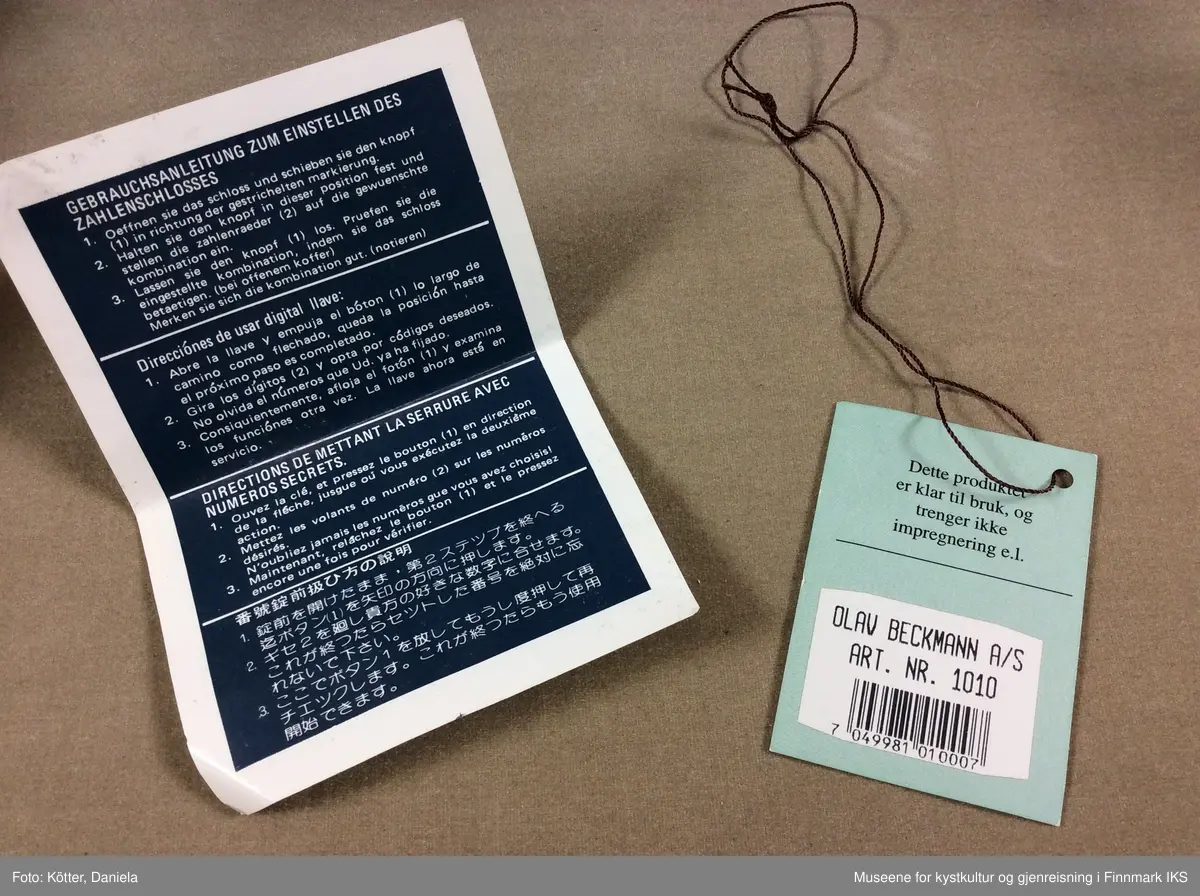 GEBRAUCHSANLEITUNG ZUM EINSTELLEN DES
ZAHLENSCHLOSSES
1. Oeffnen sie das schloss und schieben sie den knopf
(1) in richtung der gestrichelten markierung.
2. Halten sie den knopf in dieser position fest und
stellen die zahlenraeder (2) auf die gewuenschte
kombination ein.
3. Lassen sie den knopf (1) los. Pruefen sie die
eingestellte kombination, indem sie das schloss
betaetigen. (bei offenem koffer)
Merken sie sich die kombination gut. (notieren)
Direcciónes de usar digital llave:
1. Abre la llave y empuja el bóton (1) lo largo de
camino como flechado, queda la posición hasta
el próximo paso es completado.
2. Gira los dígitos (2) y opta por códigos deseados.
No olvida el números que Ud. ya ha fijado.
3. Consiquientemente, afloja el fotón (1) y examina
los funciónes otra vez. La llave ahora está en
servicio.
DIRECTIONS DE METTANT LA SERRURE AVEC
NUMEROS SECRETS.
1. Ouvez la clé, et pressez le bouton (1) en direction
de la fléche, jusgue où vous exécutez la deuxiéme
action.
2. Mettez les volants de numéro (2) sur les numéros
désirés.
N'oubliez jamais les numéros que vous avez choisis!
3. Maintenant, relâchez le bouton (1) et le pressez
encore une fois pour vérifier.
番號錠前扱ひ方の説明
1. 錠前を開けたまま,第2ステツプを終へる
迄ボタン(1)を矢印の方向に押します。
2. ギセ2を廻し貴方の好きな数字に合せます。
これが終つたらセツトした番号を絶対に忘
れないで下さい。
3. ここでボタン1を放してもうし度押して再
チエツクします。これが終つたらもう使用
開始できます。
Dette produktet
er klar til bruk, og
trenger ikke
impregnering e.l.
OLAV BECKMANN A/S
ART. NR. 1010
7 049981 010007
Foto: Kötter, Daniela
Museene for kystkultur og gjenreisning i Finnmark IKS